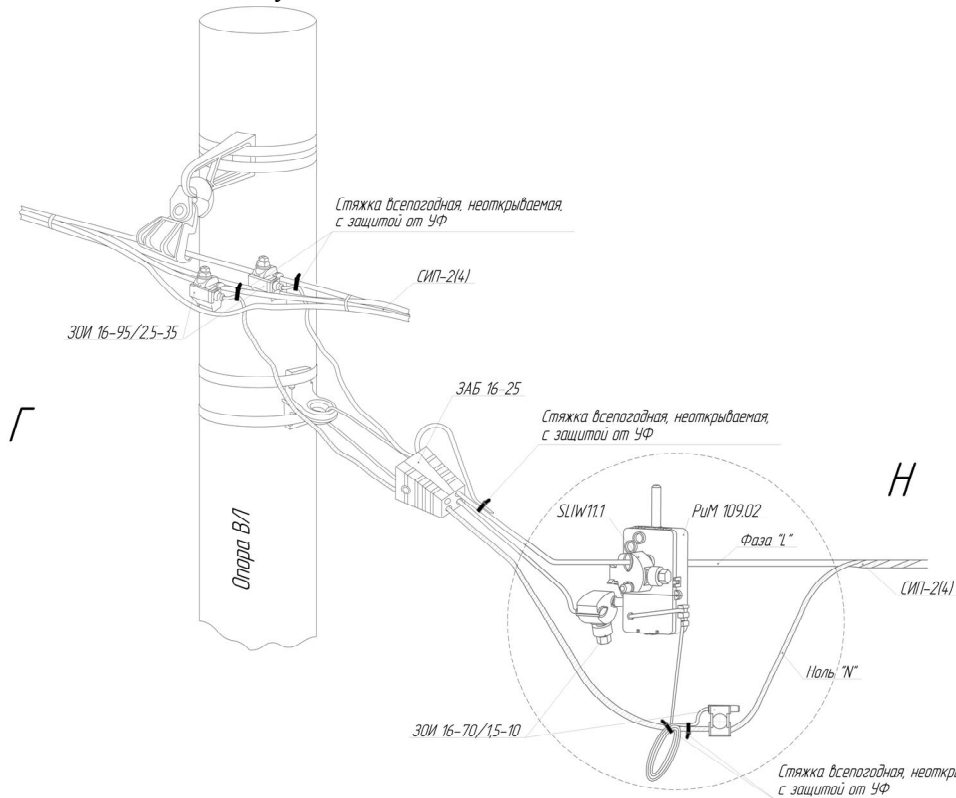 Стяжка всепогодная, неоткрываемая,
с защитой от УФ
СИП-2(4)
ЗОИ 16-95/2.5-35
ЗАБ 16-25
Г
Стяжка всепогодная, неоткрываемая,
с защитой от УФ
Н
SLIW11.1
РиМ 109.02
Фаза "L"
Опора ВЛ
СИП-2(4)
Ноль "N"
ЗОИ 16-70/1,5-10
Стяжка всепогодная, неоткры
с защитой от УФ